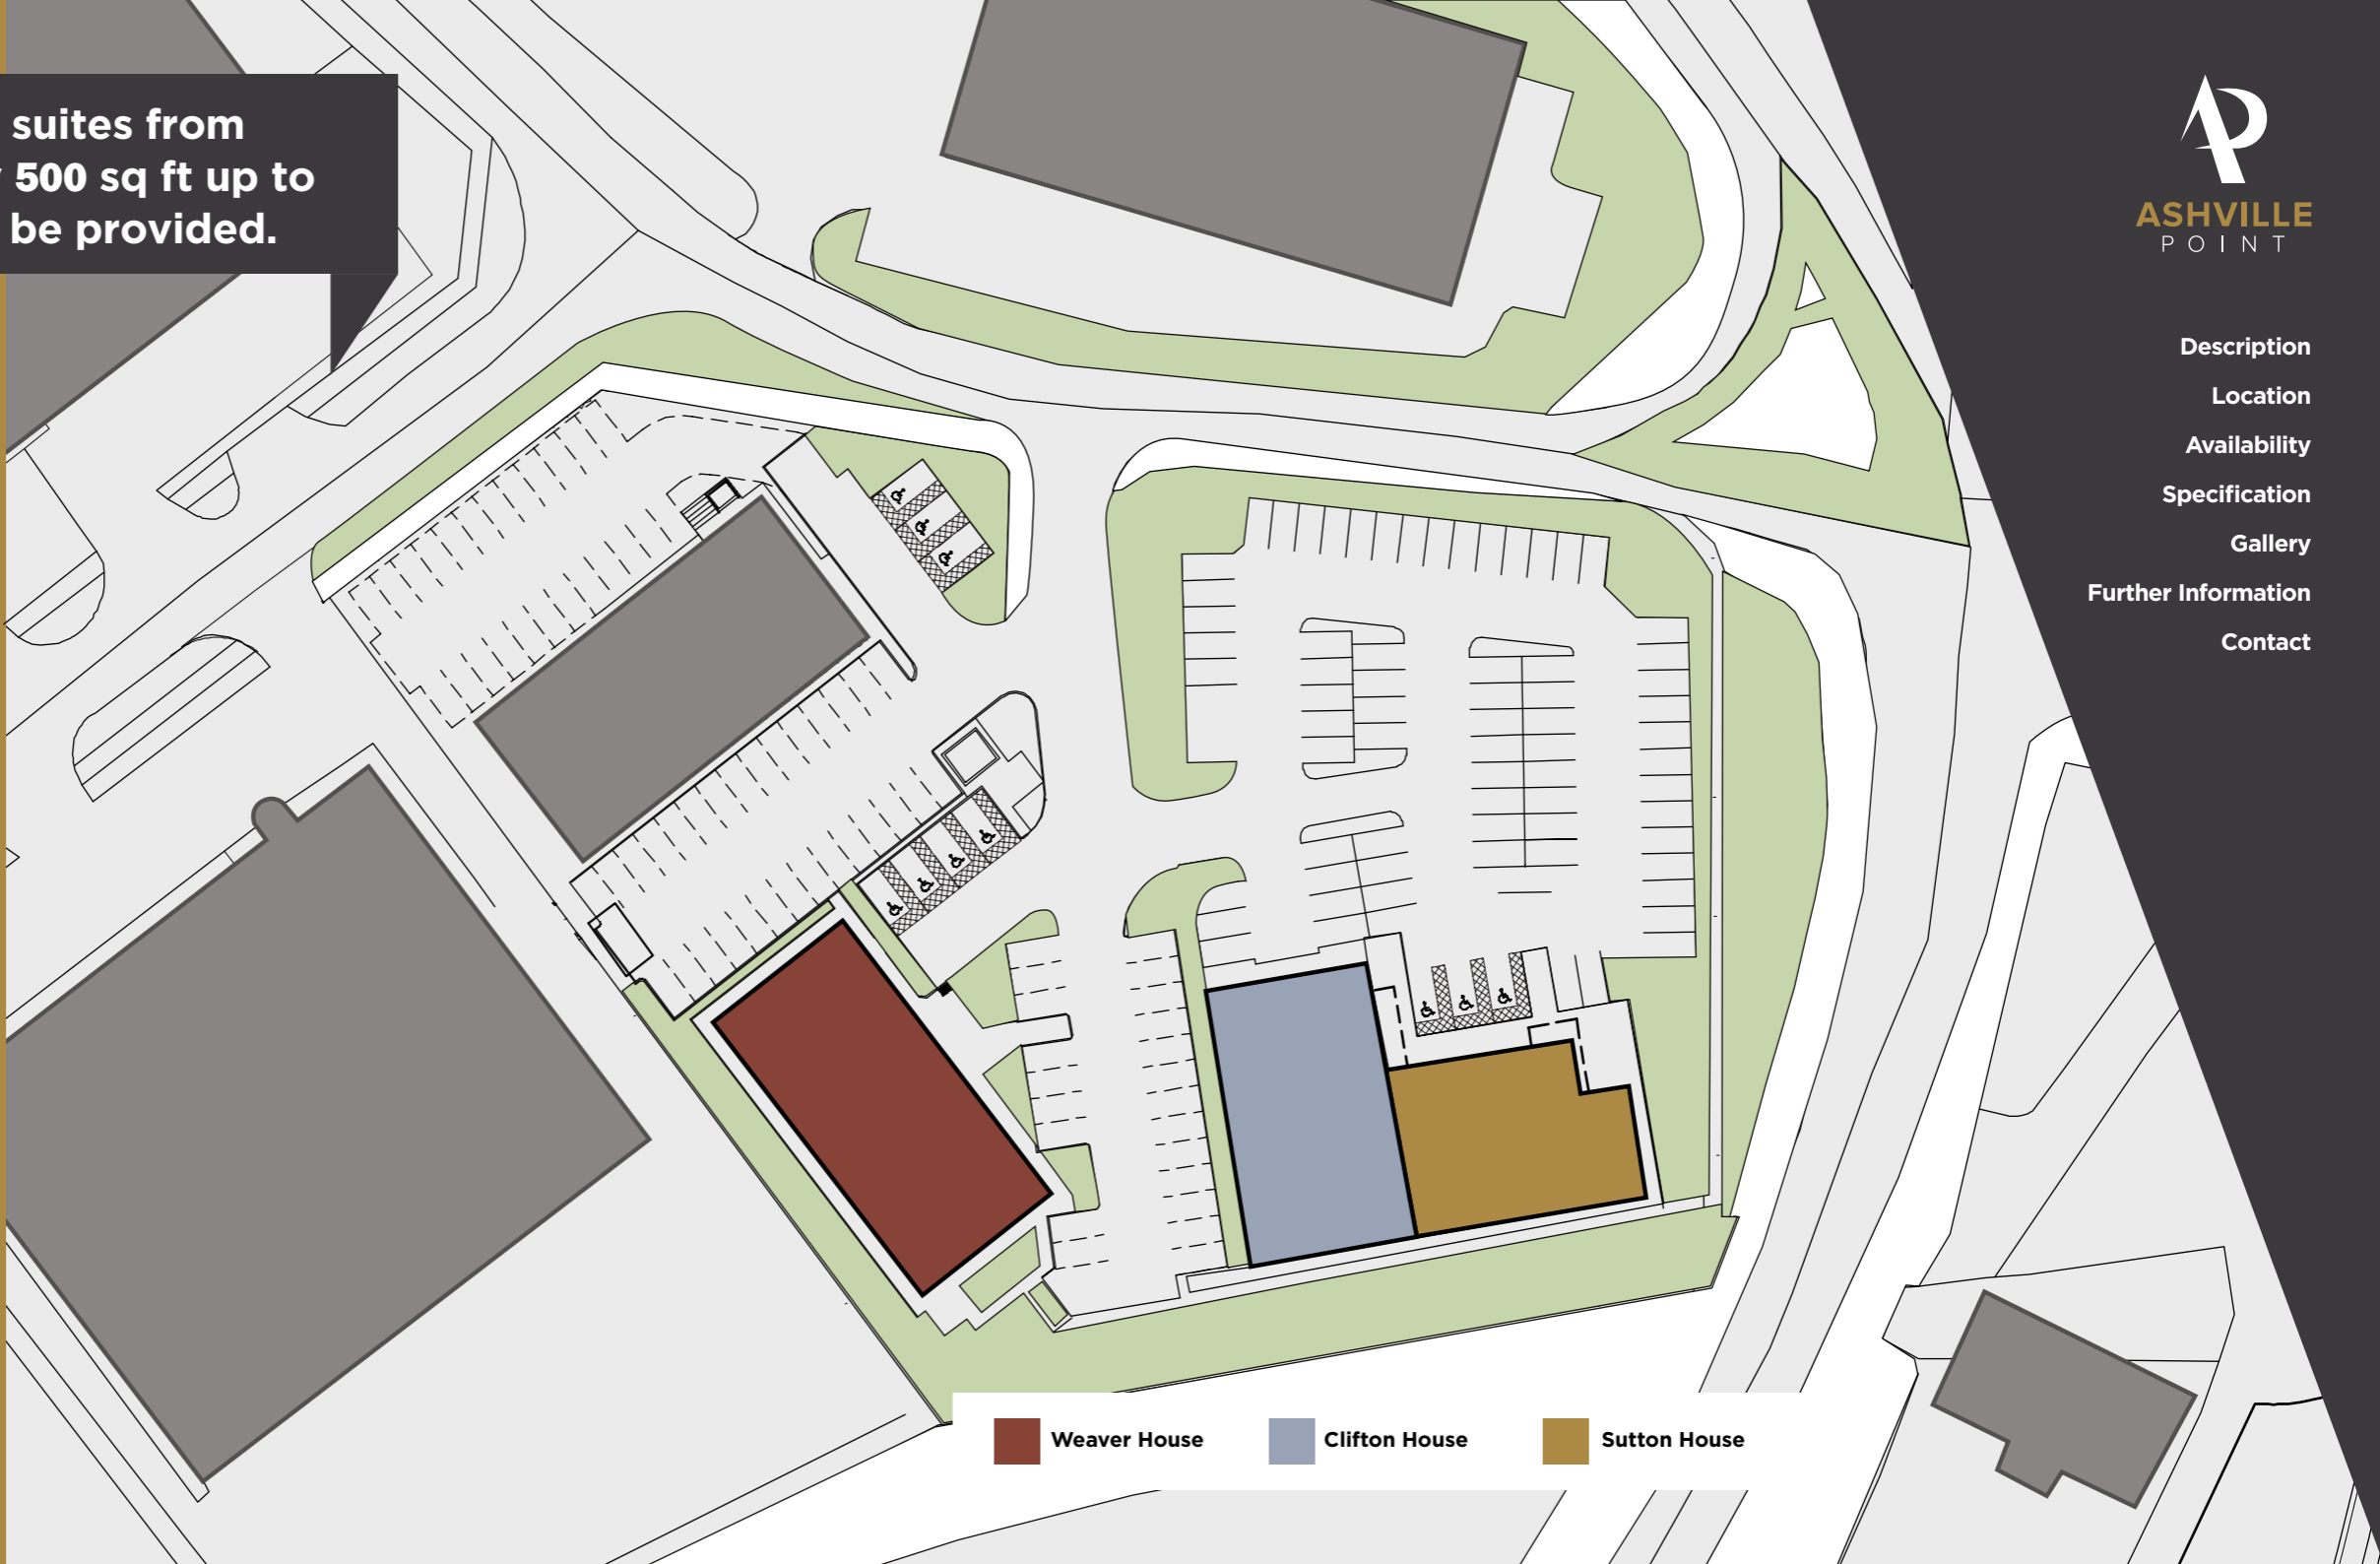 suites from
500 sq ft up to
be provided.
ASHVILLE
POINT
Description
Location
Availability
Specification
Gallery
Further Information
Contact
Weaver House
Clifton House
Sutton House